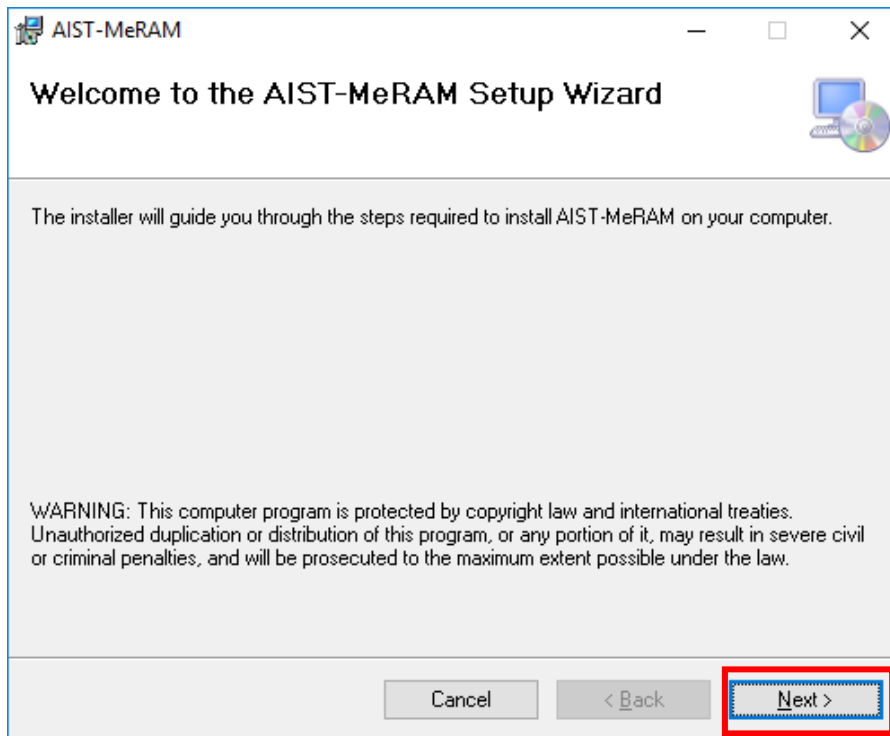 AIST-MeRAM
Welcome to the AIST-MeRAM Setup Wizard
The installer will guide you through the steps required to install AIST-MeRAM on your computer.
WARNING: This computer program is protected by copyright law and international treaties.
Unauthorized duplication or distribution of this program, or any portion of it, may result in severe civil
or criminal penalties, and will be prosecuted to the maximum extent possible under the law.
Cancel
< Back
Next >